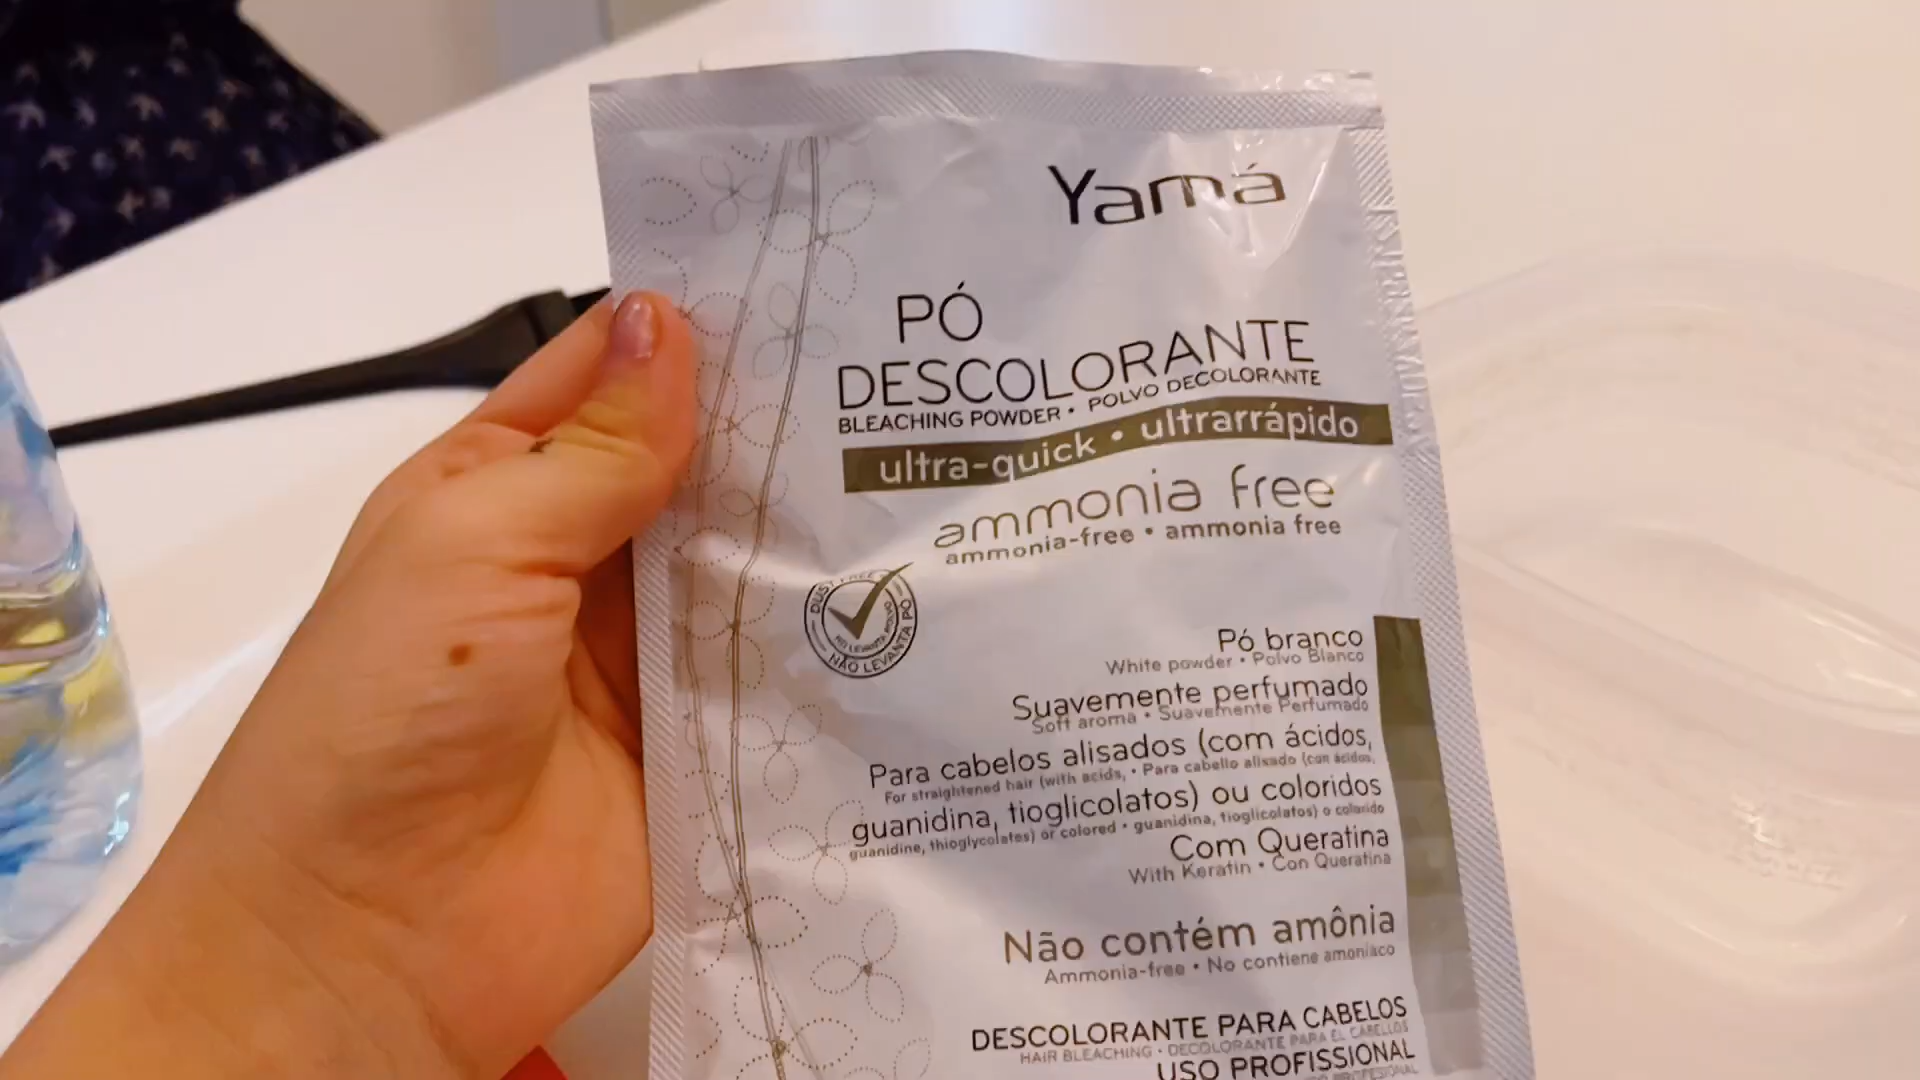 Yamá
PÓ
DESCOLORANTE
BLEACHING POWDER • POLVO DECOLORANTE
ultra-quick • ultrarrápido
ammonia free
ammonia-free • ammonia free
DUST FREE
NO LEVANTA POLVO
NÃO LEVANTA PÓ
Pó branco
White powder • Polvo Blanco
Suavemente perfumado
Soft aroma • Suavemente Perfumado
Para cabelos alisados (com ácidos,
For straightened hair (with acids, • Para cabello alisado (con ácidos,
guanidina, tioglicolatos) ou coloridos
guanidine, thioglycolates) or colored • guanidina, tioglicolatos) o colorido
Com Queratina
With Keratin • Con Queratina
Não contém amônia
Ammonia-free • No contiene amoníaco
DESCOLORANTE PARA CABELOS
HAIR BLEACHING • DECOLORANTE PARA EL CABELLOS
USO PROFISSIONAL